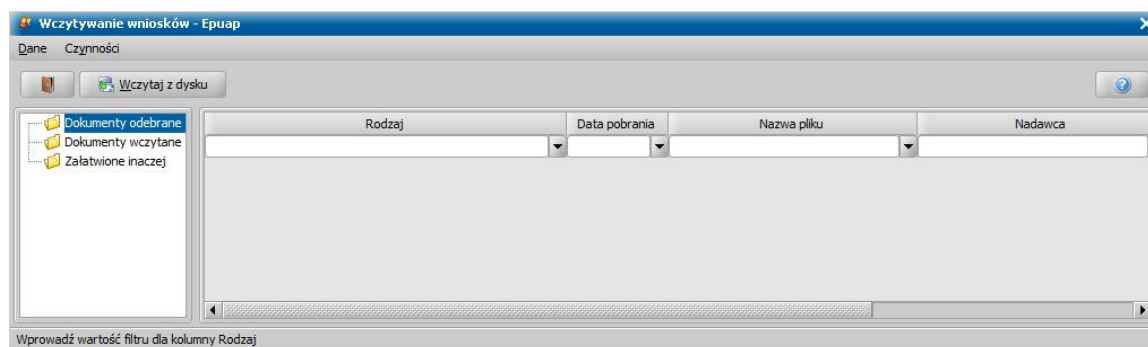 Wczytywanie wniosków - Epuap
Dane Czynności
Wczytaj z dysku
Dokumenty odebrane
Dokumenty wczytane
Załatwione inaczej
Rodzaj Data pobrania Nazwa pliku Nadawca
Wprowadź wartość filtru dla kolumny Rodzaj